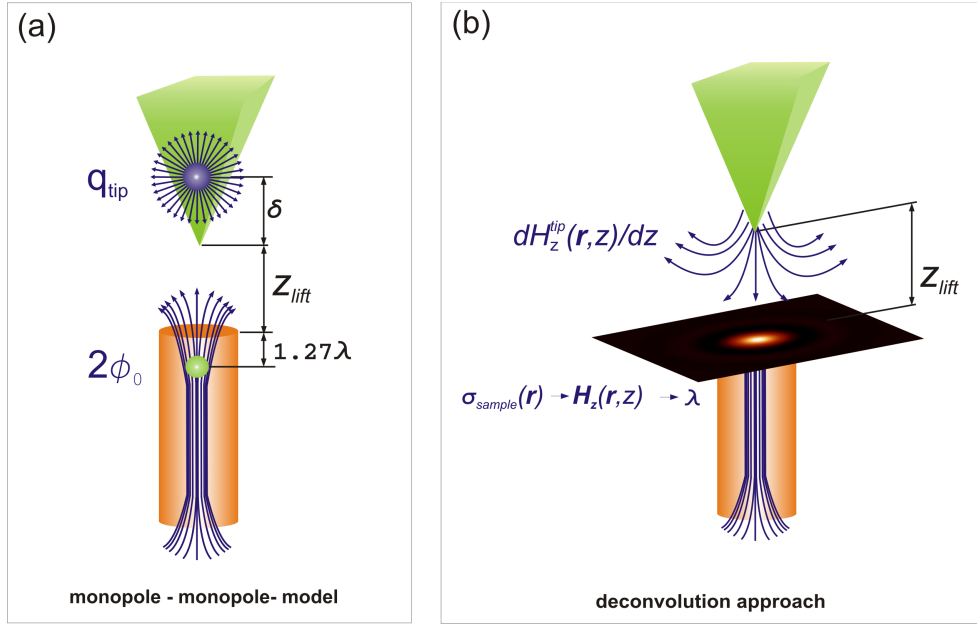 (a)
q_tip
δ
z_lift
1.27λ
2ϕ_0
monopole - monopole- model
(b)
dH_z^tip(r,z)/dz
z_lift
σ_sample(r) → H_z(r,z) → λ
deconvolution approach